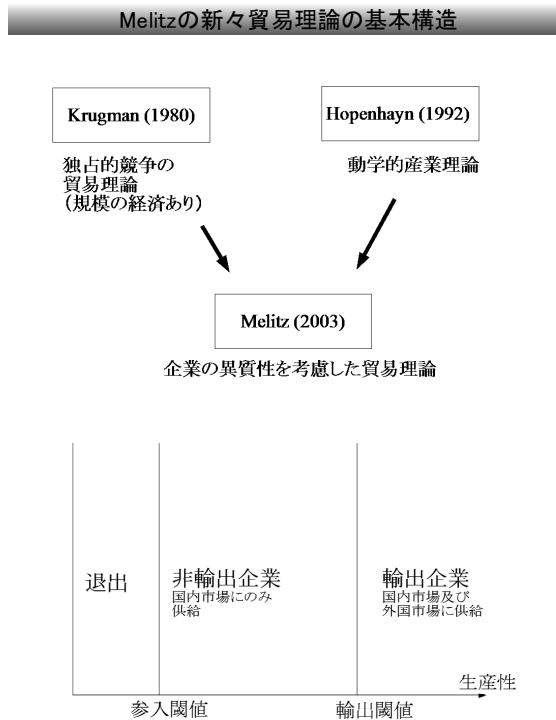 Melitzの新々貿易理論の基本構造
Krugman (1980)
独占的競争の
貿易理論
(規模の経済あり)
Hopenhayn (1992)
動学的産業理論
Melitz (2003)
企業の異質性を考慮した貿易理論
退出
非輸出企業
国内市場にのみ
供給
輸出企業
国内市場及び
外国市場に供給
生産性
参入閾値
輸出閾値